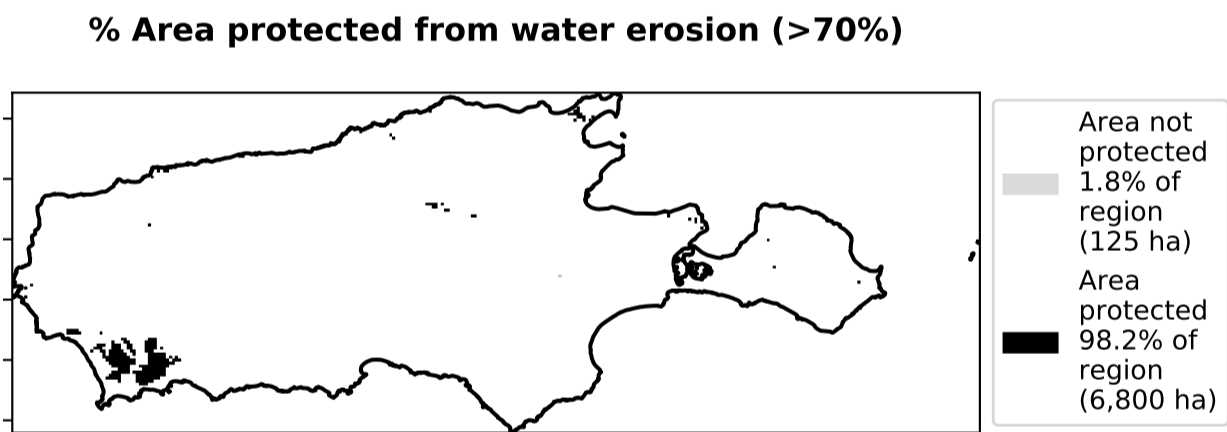 % Area protected from water erosion (>70%)
Area not
protected
1.8% of
region
(125 ha)
Area
protected
98.2% of
region
(6,800 ha)